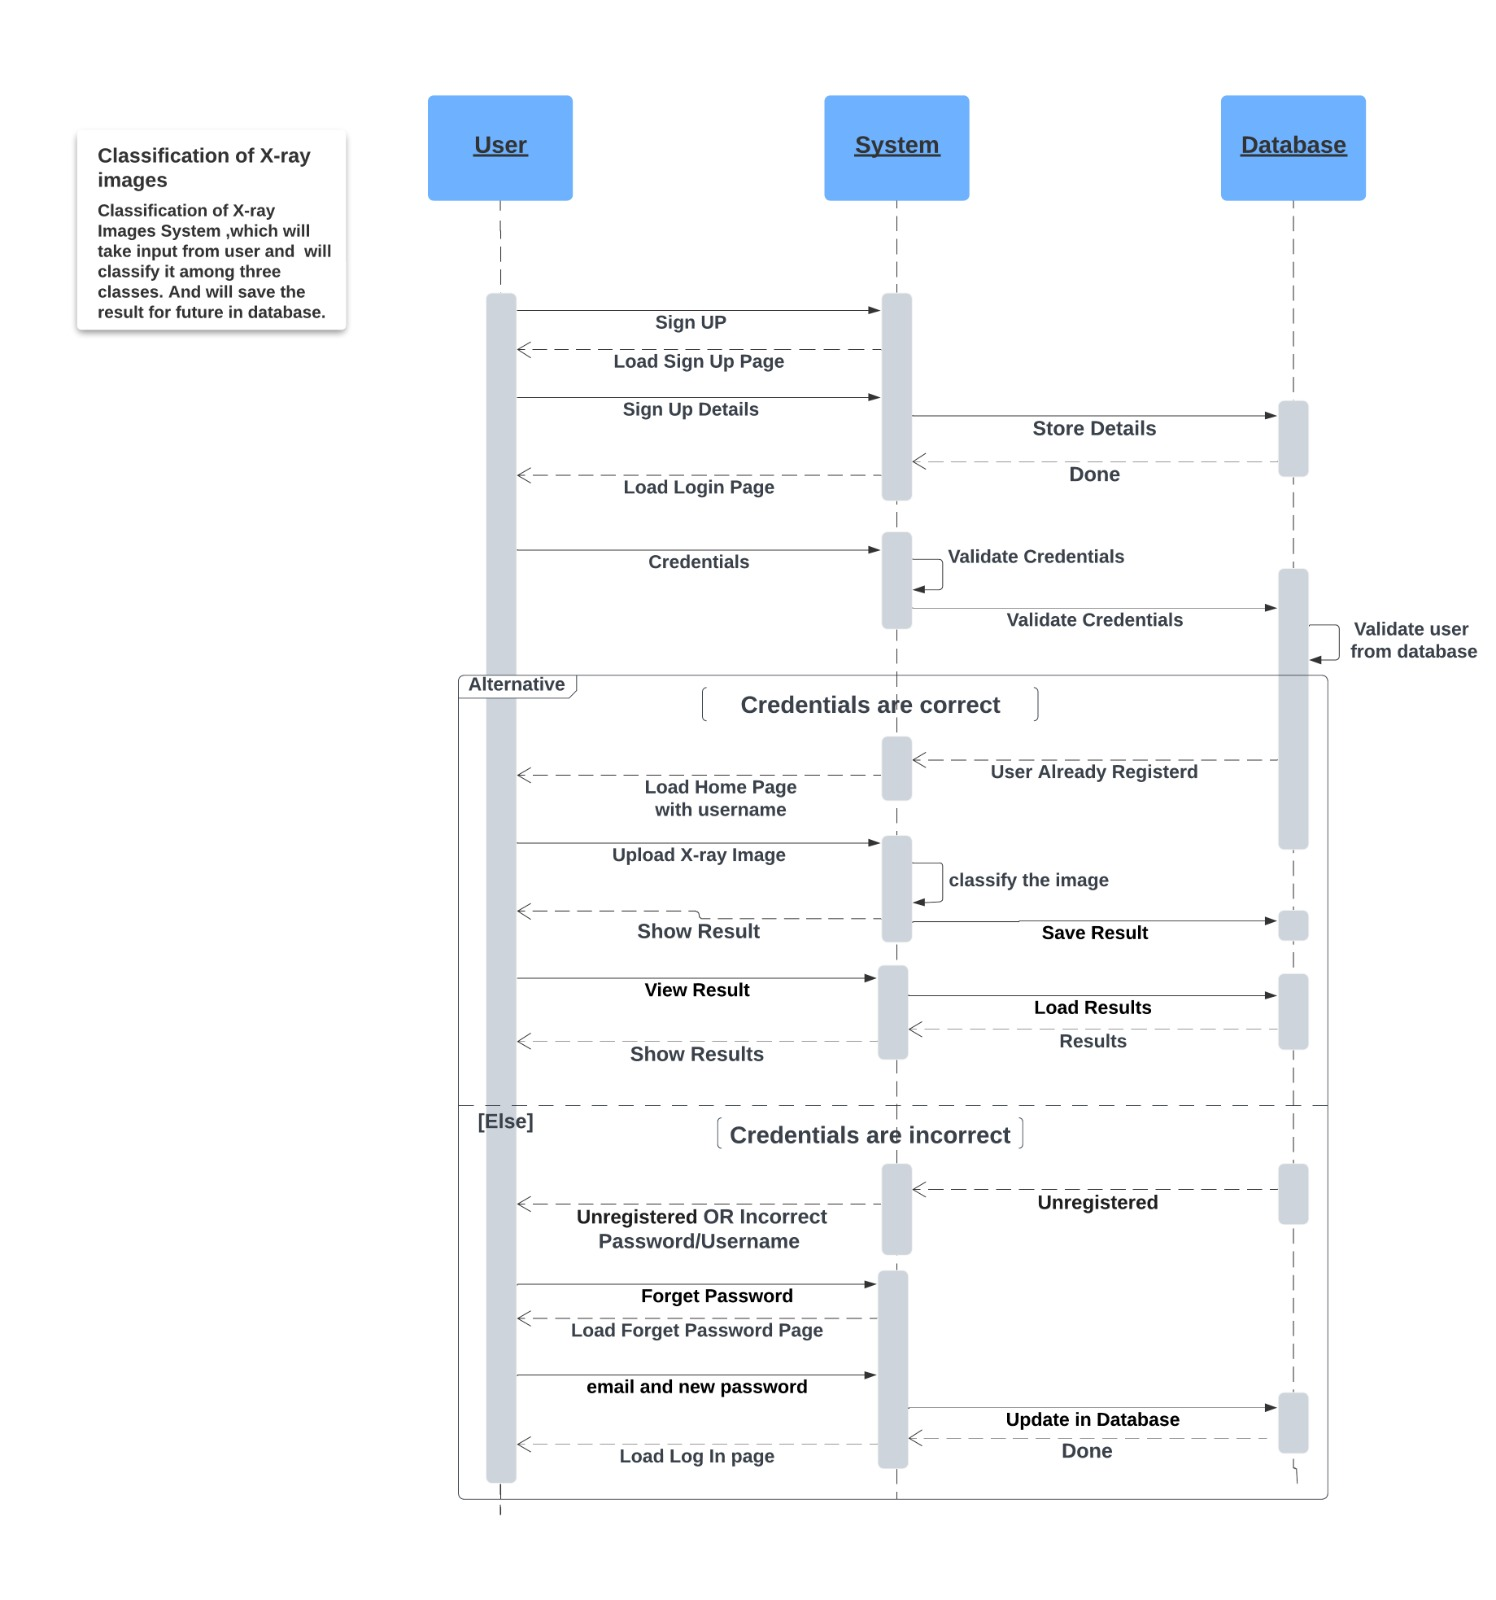 User
System
Database
Classification of X-ray
images
Classification of X-ray
Images System ,which will
take input from user and  will
classify it among three
classes. And will save the
result for future in database.
Sign UP
Load Sign Up Page
Sign Up Details
Store Details
Done
Load Login Page
Credentials
Validate Credentials
Validate Credentials
Validate user
from database
Alternative
Credentials are correct
User Already Registerd
Load Home Page
with username
Upload X-ray Image
classify the image
Show Result
Save Result
View Result
Load Results
Results
Show Results
[Else]
Credentials are incorrect
Unregistered
Unregistered OR Incorrect
Password/Username
Forget Password
Load Forget Password Page
email and new password
Update in Database
Done
Load Log In page